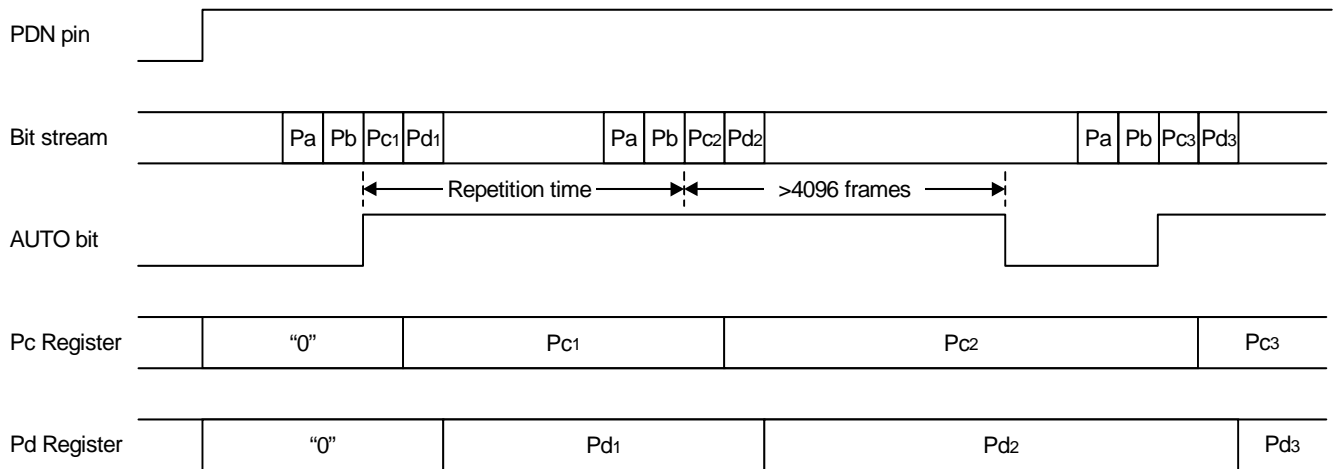 PDN pin
Bit stream Pa Pb Pc1 Pd1 Pa Pb Pc2 Pd2 Pa Pb Pc3 Pd3
Repetition time >4096 frames
AUTO bit
Pc Register “0” Pc1 Pc2 Pc3
Pd Register “0” Pd1 Pd2 Pd3